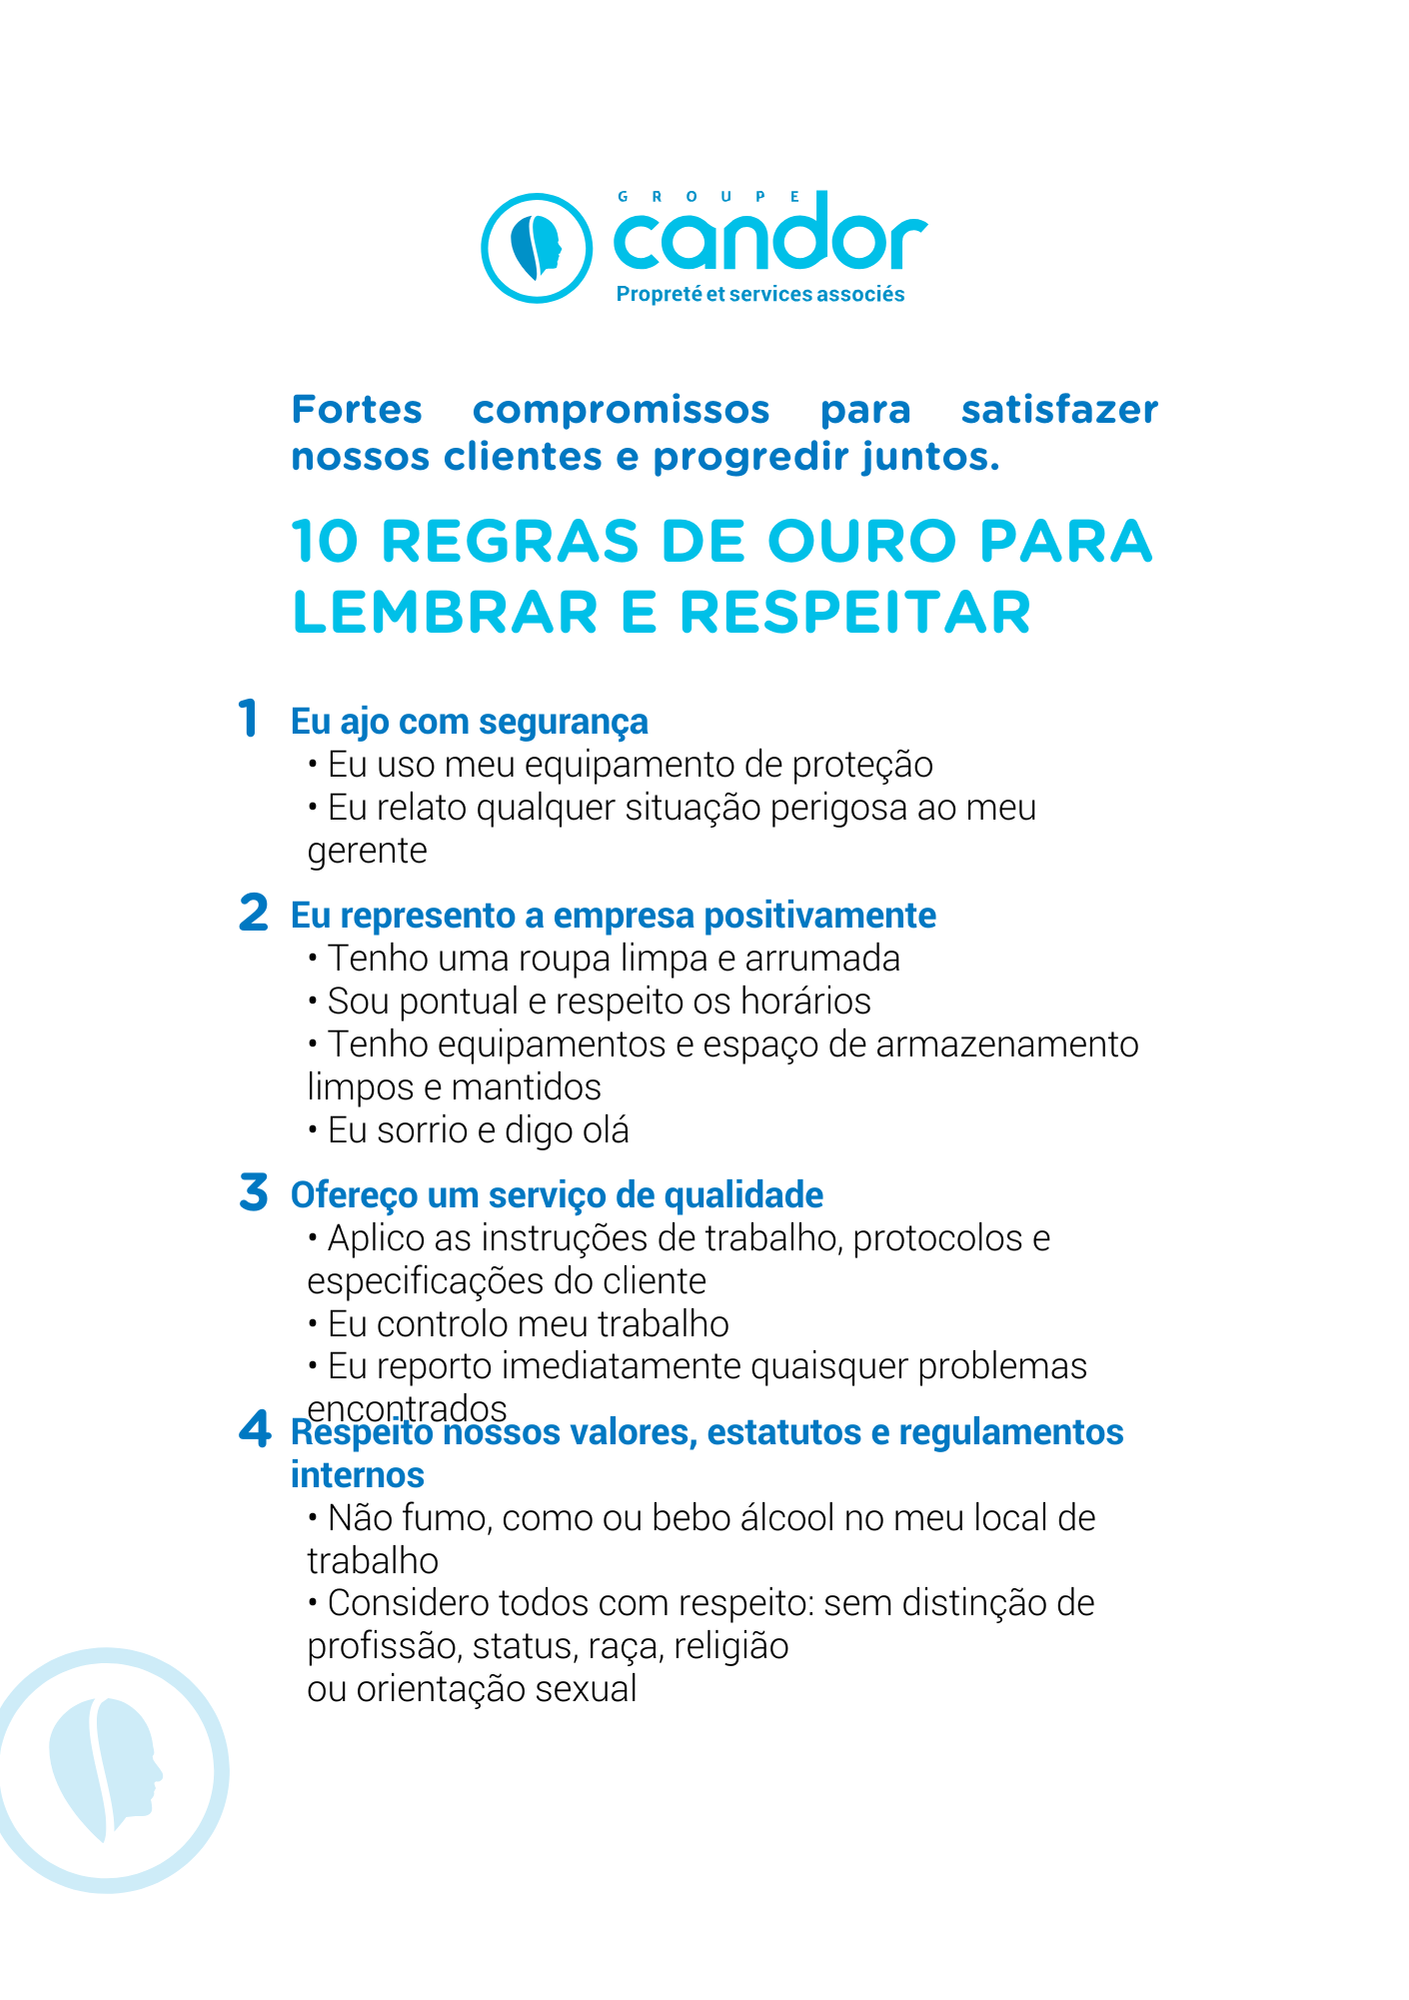 GROUPE
candor
Propreté et services associés
Fortes compromissos para satisfazer
nossos clientes e progredir juntos.
10 REGRAS DE OURO PARA
LEMBRAR E RESPEITAR
1 Eu ajo com segurança
• Eu uso meu equipamento de proteção
• Eu relato qualquer situação perigosa ao meu
gerente
2 Eu represento a empresa positivamente
• Tenho uma roupa limpa e arrumada
• Sou pontual e respeito os horários
• Tenho equipamentos e espaço de armazenamento
limpos e mantidos
• Eu sorrio e digo olá
3 Ofereço um serviço de qualidade
• Aplico as instruções de trabalho, protocolos e
especificações do cliente
• Eu controlo meu trabalho
• Eu reporto imediatamente quaisquer problemas
encontrados
4 Respeito nossos valores, estatutos e regulamentos
internos
• Não fumo, como ou bebo álcool no meu local de
trabalho
• Considero todos com respeito: sem distinção de
profissão, status, raça, religião
ou orientação sexual